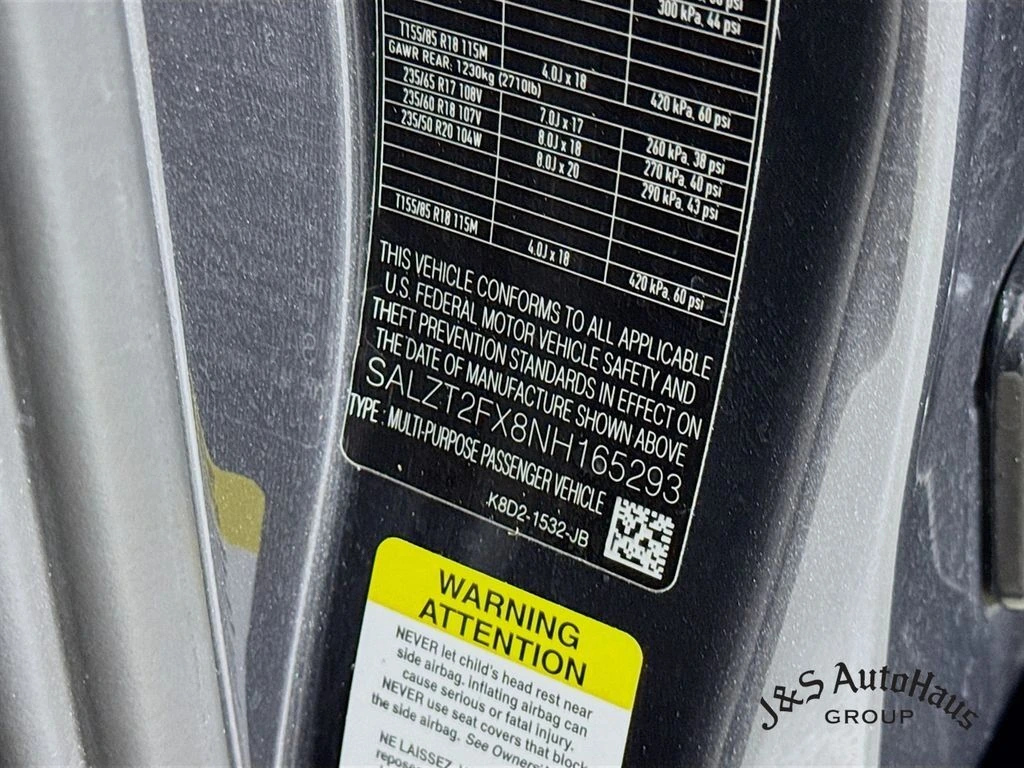 300 kPa, 44 psi
T155/85 R18 115M 4.0J x 18 420 kPa, 60 psi
GAWR REAR: 1230kg (2710lb)
235/65 R17 108V 7.0J x 17 260 kPa, 38 psi
235/60 R18 107V 8.0J x 18 270 kPa, 40 psi
235/50 R20 104W 8.0J x 20 290 kPa, 43 psi
T155/85 R18 115M 4.0J x 18 420 kPa, 60 psi
THIS VEHICLE CONFORMS TO ALL APPLICABLE
U.S. FEDERAL MOTOR VEHICLE SAFETY AND
THEFT PREVENTION STANDARDS IN EFFECT ON
THE DATE OF MANUFACTURE SHOWN ABOVE
SALZT2FX8NH165293
TYPE : MULTI-PURPOSE PASSENGER VEHICLE
K8D2-1532-JB
WARNING
ATTENTION
NEVER let child's head rest near
side airbag. inflating airbag can
cause serious or fatal injury.
NEVER use seat covers that block
the side airbag. See Owners'
NE LAISSEZ
J&S AutoHaus
GROUP